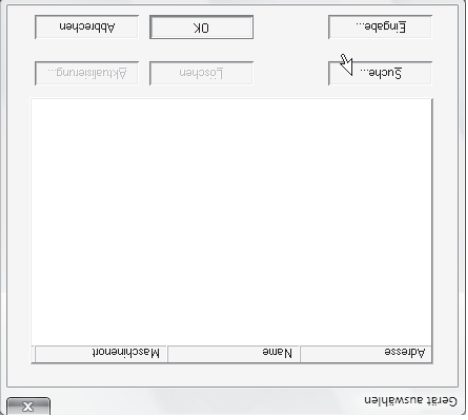 Gerät auswählen
Adresse Name Maschinenort
Suche... Löschen Aktualisierung...
Eingabe... OK Abbrechen